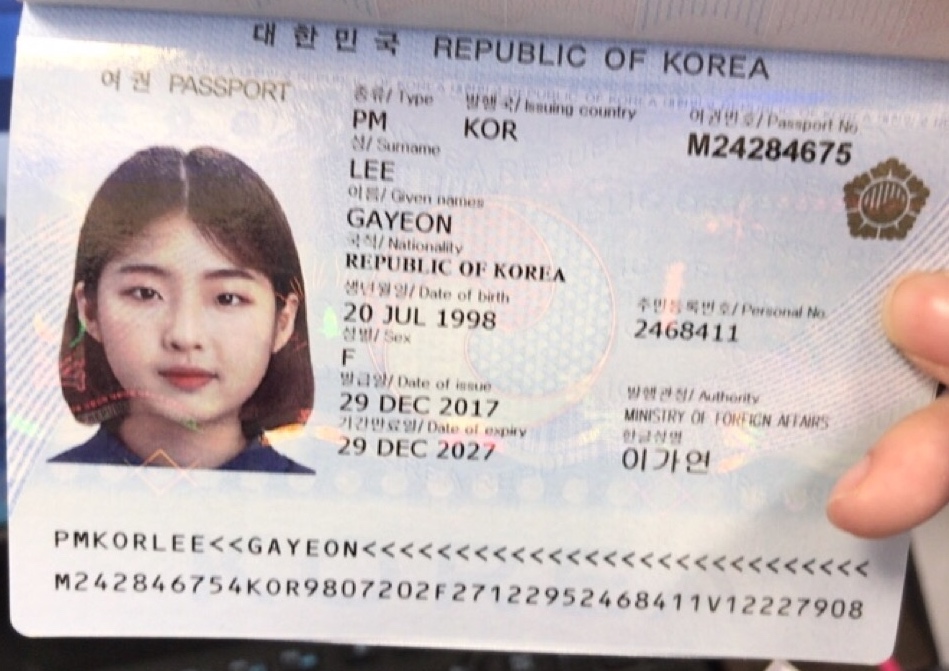 대한민국 REPUBLIC OF KOREA
여권 PASSPORT
종류/ Type 발행국/ Issuing country 여권번호/ Passport No
PM KOR M24284675
성/ Surname
LEE
이름/ Given names
GAYEON
국적/ Nationality
REPUBLIC OF KOREA
생년월일/ Date of birth 주민등록번호/ Personal No.
20 JUL 1998 2468411
성별/ Sex
F
발급일/ Date of issue 발행관청/ Authority
29 DEC 2017 MINISTRY OF FOREIGN AFFAIRS
기간만료일/ Date of expiry 한글성명
29 DEC 2027 이가연
PMKORLEE<<GAYEON<<<<<<<<<<<<<<<<<<<<<<<<<<<<
M242846754KOR9807202F27122952468411V12227908